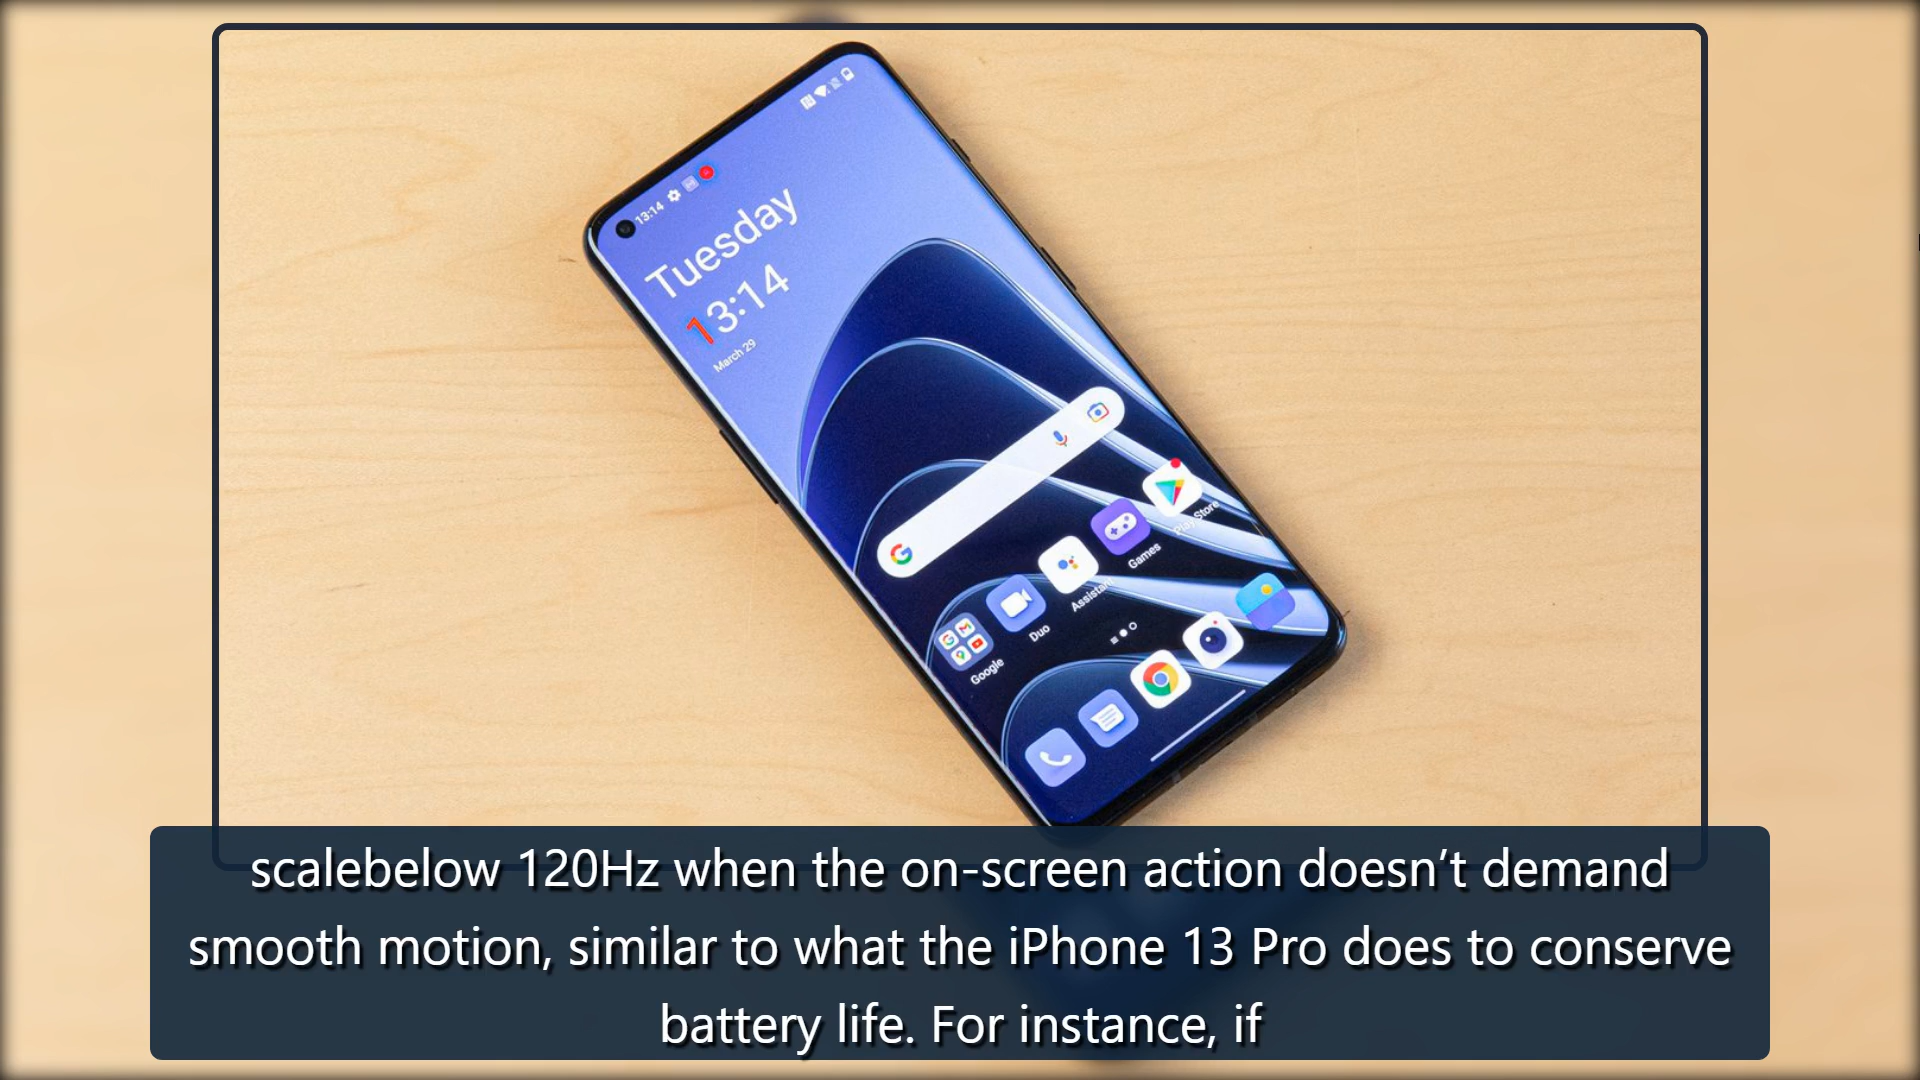 13:14
Tuesday
13:14
March 29
Play Store
Games
Assistant
Duo
Google
scalebelow 120Hz when the on-screen action doesn’t demand
smooth motion, similar to what the iPhone 13 Pro does to conserve
battery life. For instance, if